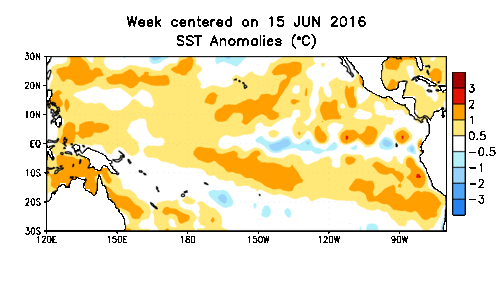 Week centered on 15 JUN 2016
SST Anomalies (°C)
30N
20N
10N
EQ
10S
20S
30S
120E 150E 180 150W 120W 90W
3
2
1
0.5
−0.5
−1
−2
−3